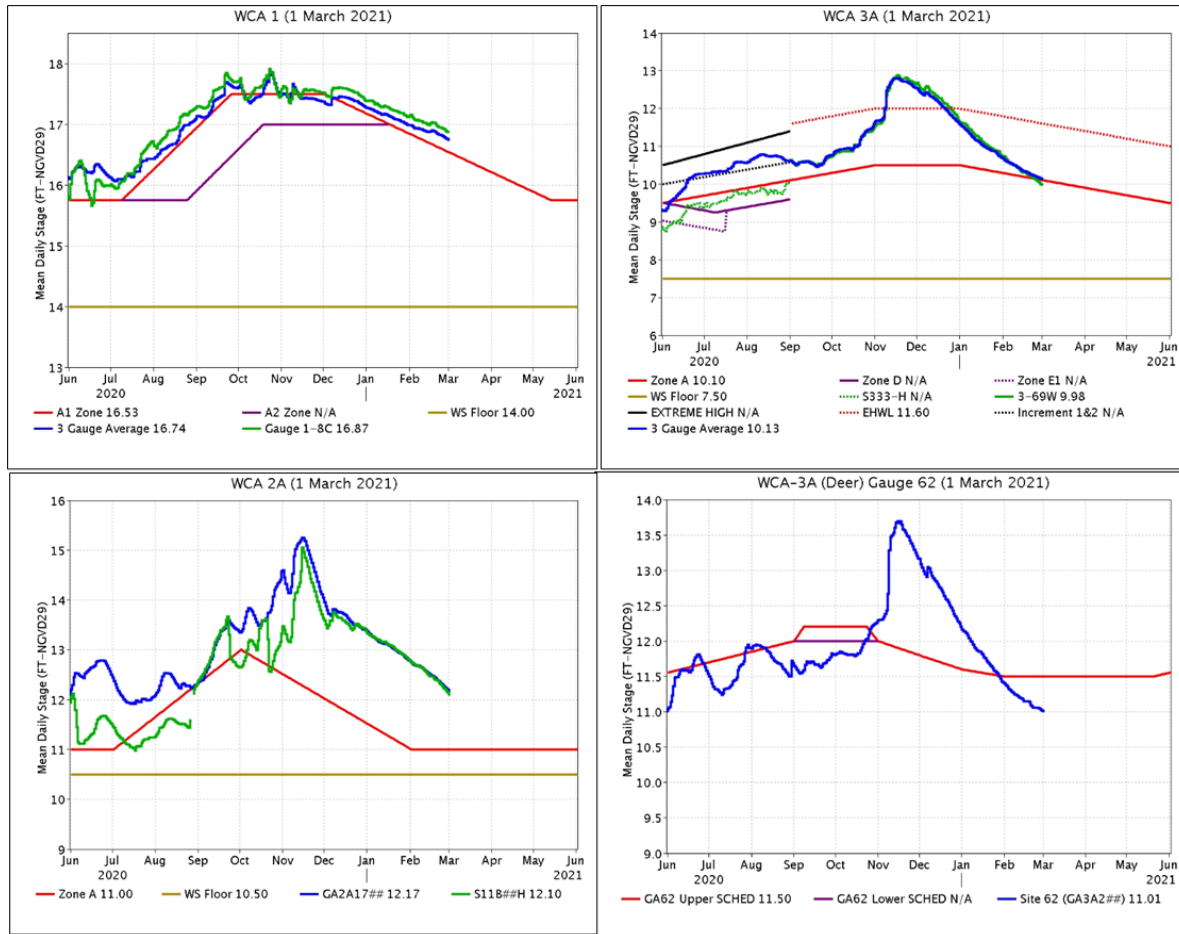 WCA 1 (1 March 2021)
Mean Daily Stage (FT-NGVD29)
18
17
16
15
14
13
Jun Jul Aug Sep Oct Nov Dec Jan Feb Mar Apr May Jun
2020 | 2021
A1 Zone 16.53 A2 Zone N/A WS Floor 14.00
3 Gauge Average 16.74 Gauge 1-8C 16.87
WCA 3A (1 March 2021)
Mean Daily Stage (FT-NGVD29)
14
13
12
11
10
9
8
7
6
Jun Jul Aug Sep Oct Nov Dec Jan Feb Mar Apr May Jun
2020 | 2021
Zone A 10.10 Zone D N/A Zone E1 N/A
WS Floor 7.50 S333-H N/A 3-69W 9.98
EXTREME HIGH N/A EHWL 11.60 Increment 1&2 N/A
3 Gauge Average 10.13
WCA 2A (1 March 2021)
Mean Daily Stage (FT-NGVD29)
16
15
14
13
12
11
10
9
Jun Jul Aug Sep Oct Nov Dec Jan Feb Mar Apr May Jun
2020 | 2021
Zone A 11.00 WS Floor 10.50 GA2A17## 12.17 S11B##H 12.10
WCA-3A (Deer) Gauge 62 (1 March 2021)
Mean Daily Stage (FT-NGVD29)
14.0
13.5
13.0
12.5
12.0
11.5
11.0
10.5
10.0
9.5
9.0
Jun Jul Aug Sep Oct Nov Dec Jan Feb Mar Apr May Jun
2020 | 2021
GA62 Upper SCHED 11.50 GA62 Lower SCHED N/A Site 62 (GA3A2##) 11.01